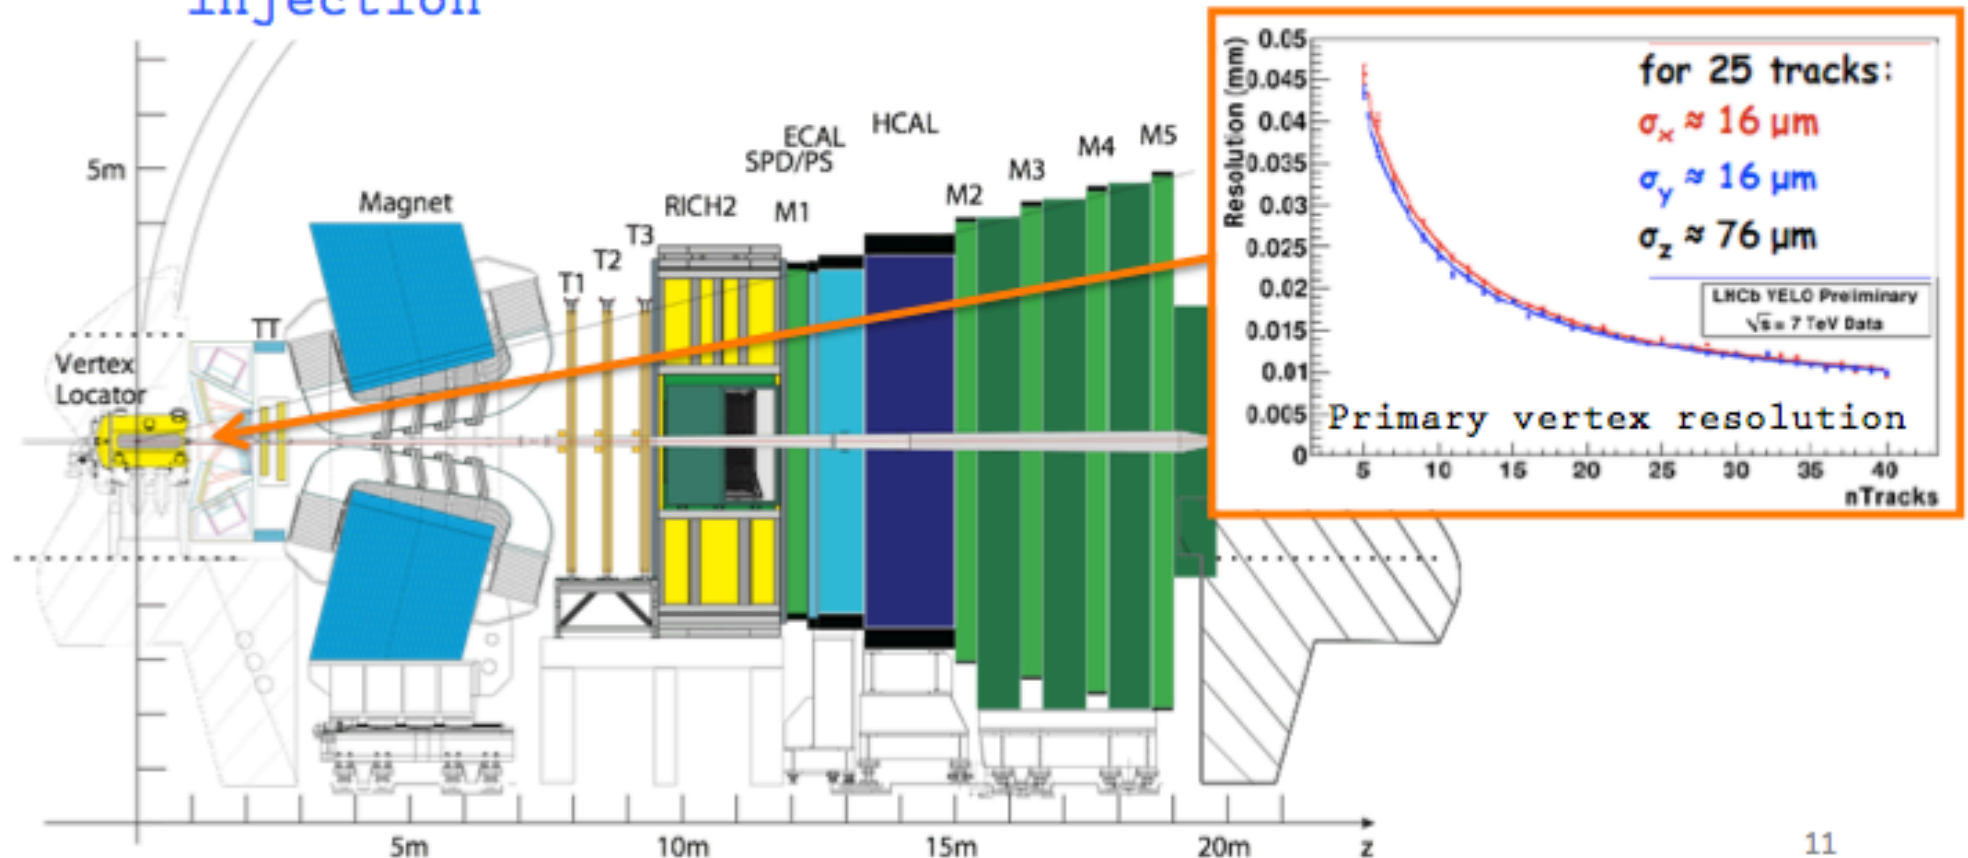 injection
5m
Vertex
Locator
TT
Magnet
T1
T2
T3
RICH2
SPD/PS
ECAL
M1
HCAL
M2
M3
M4
M5
5m
10m
15m
20m
z
Resolution (mm)
0.05
0.045
0.04
0.035
0.03
0.025
0.02
0.015
0.01
0.005
0
for 25 tracks:
σx ≈ 16 μm
σy ≈ 16 μm
σz ≈ 76 μm
LHCb VELO Preliminary
√s = 7 TeV Data
Primary vertex resolution
5 10 15 20 25 30 35 40
nTracks
11